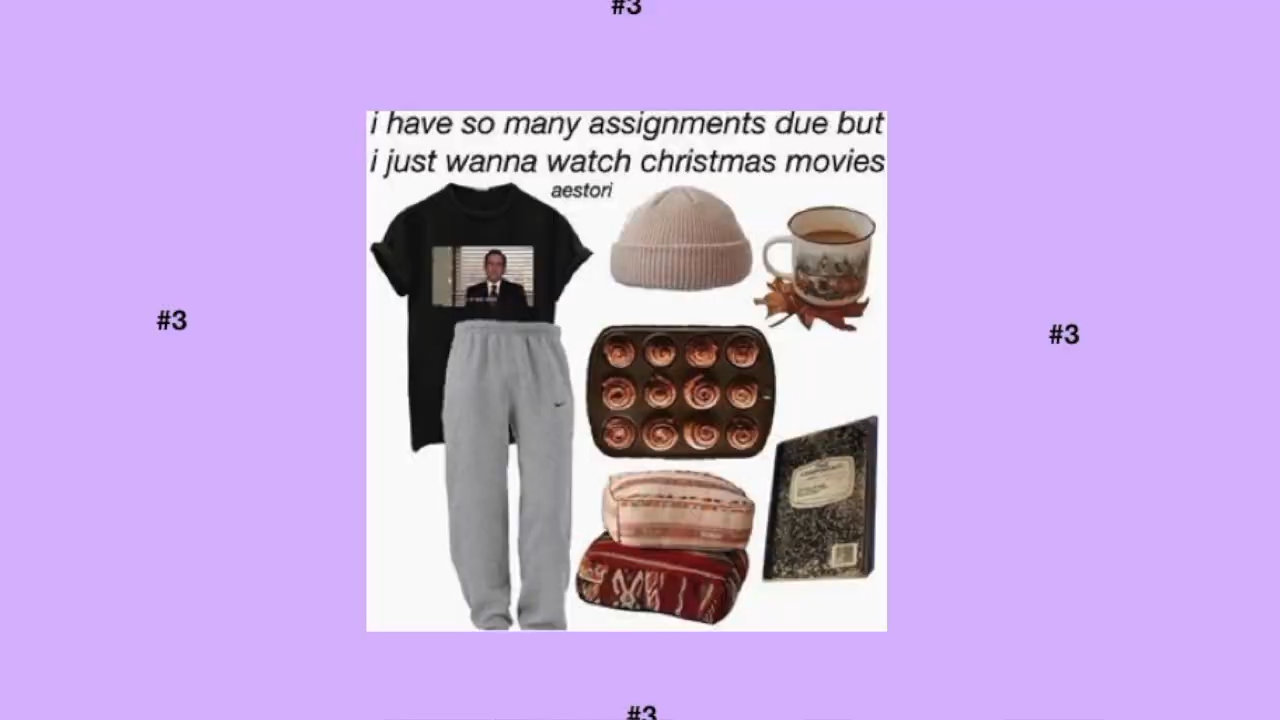 #3
i have so many assignments due but
i just wanna watch christmas movies
aestori
#3
#3
#3